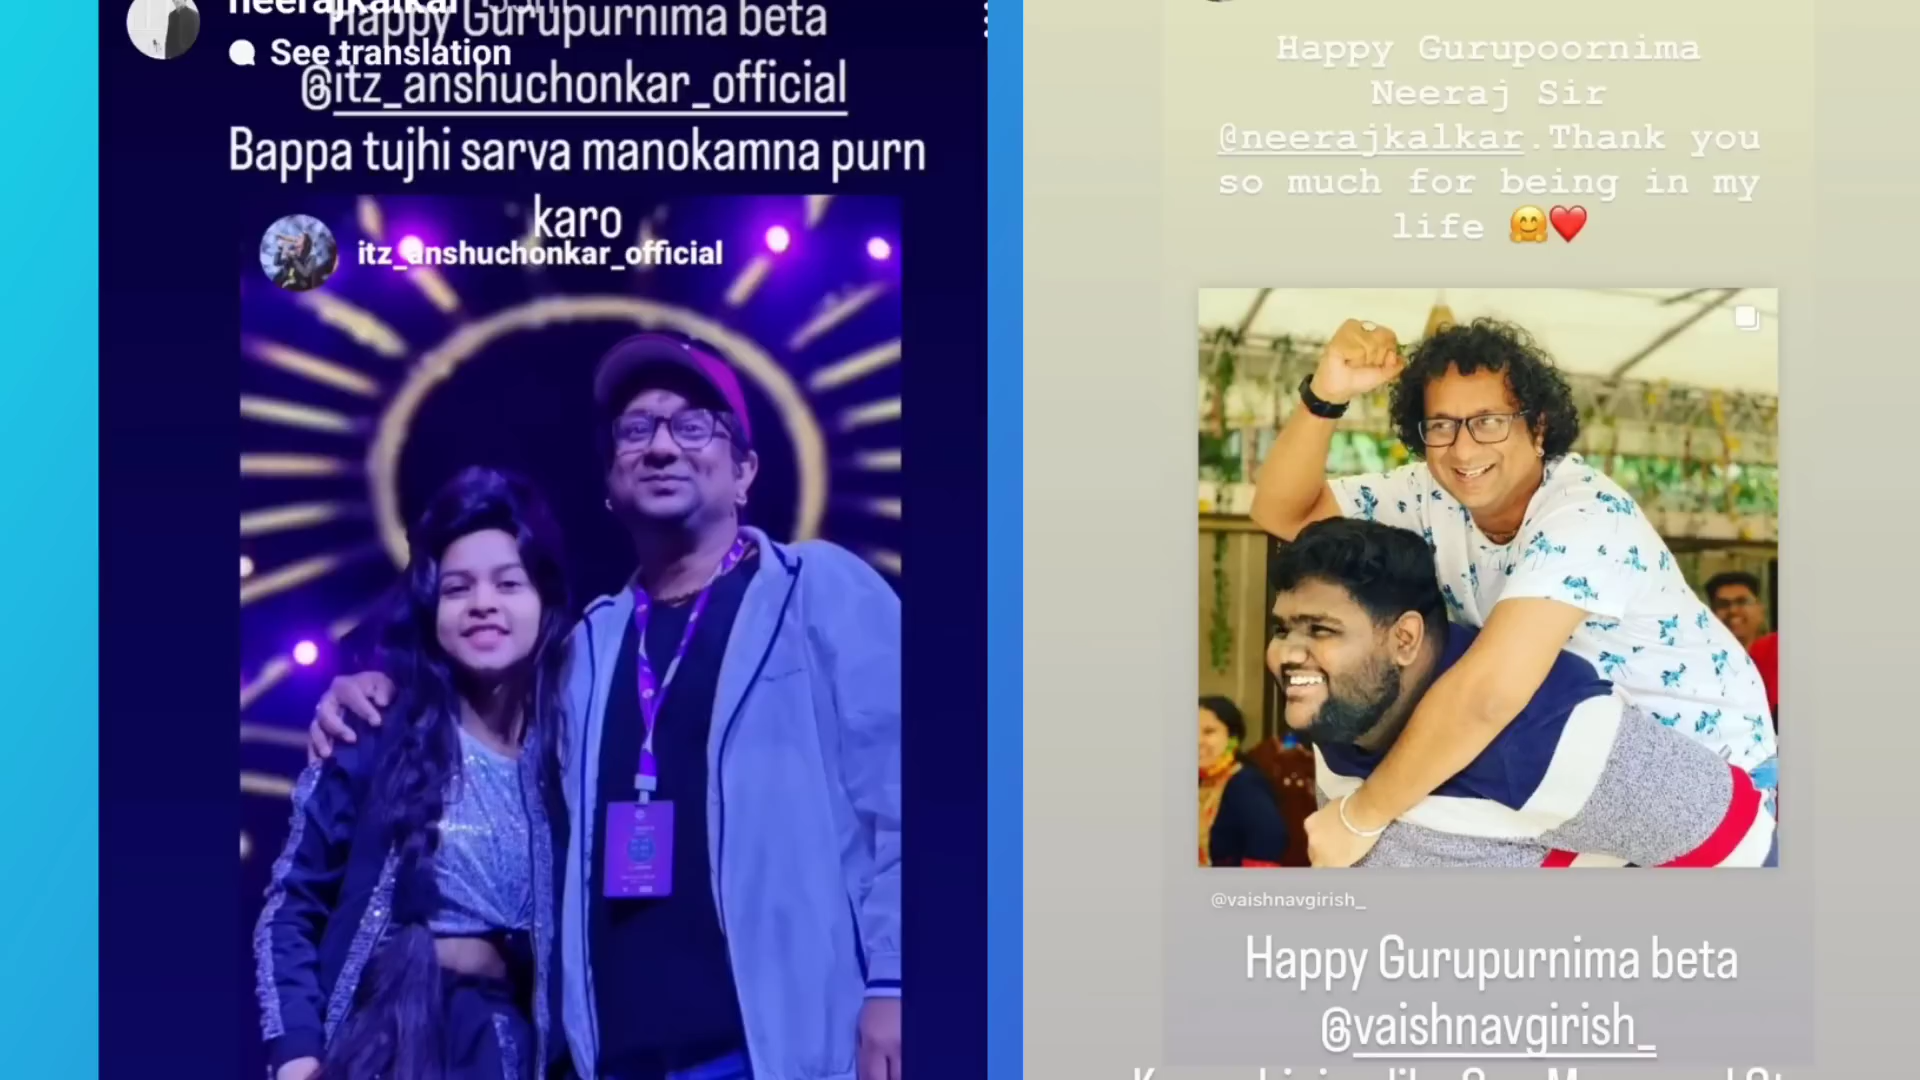 neerajkalkar
Happy Gurupurnima beta
See translation
@itz_anshuchonkar_official
Bappa tujhi sarva manokamna purn
karo
itz_anshuchonkar_official
Happy Gurupoornima
Neeraj Sir
@neerajkalkar.Thank you
so much for being in my
life 🤗❤️
@vaishnavgirish_
Happy Gurupurnima beta
@vaishnavgirish_